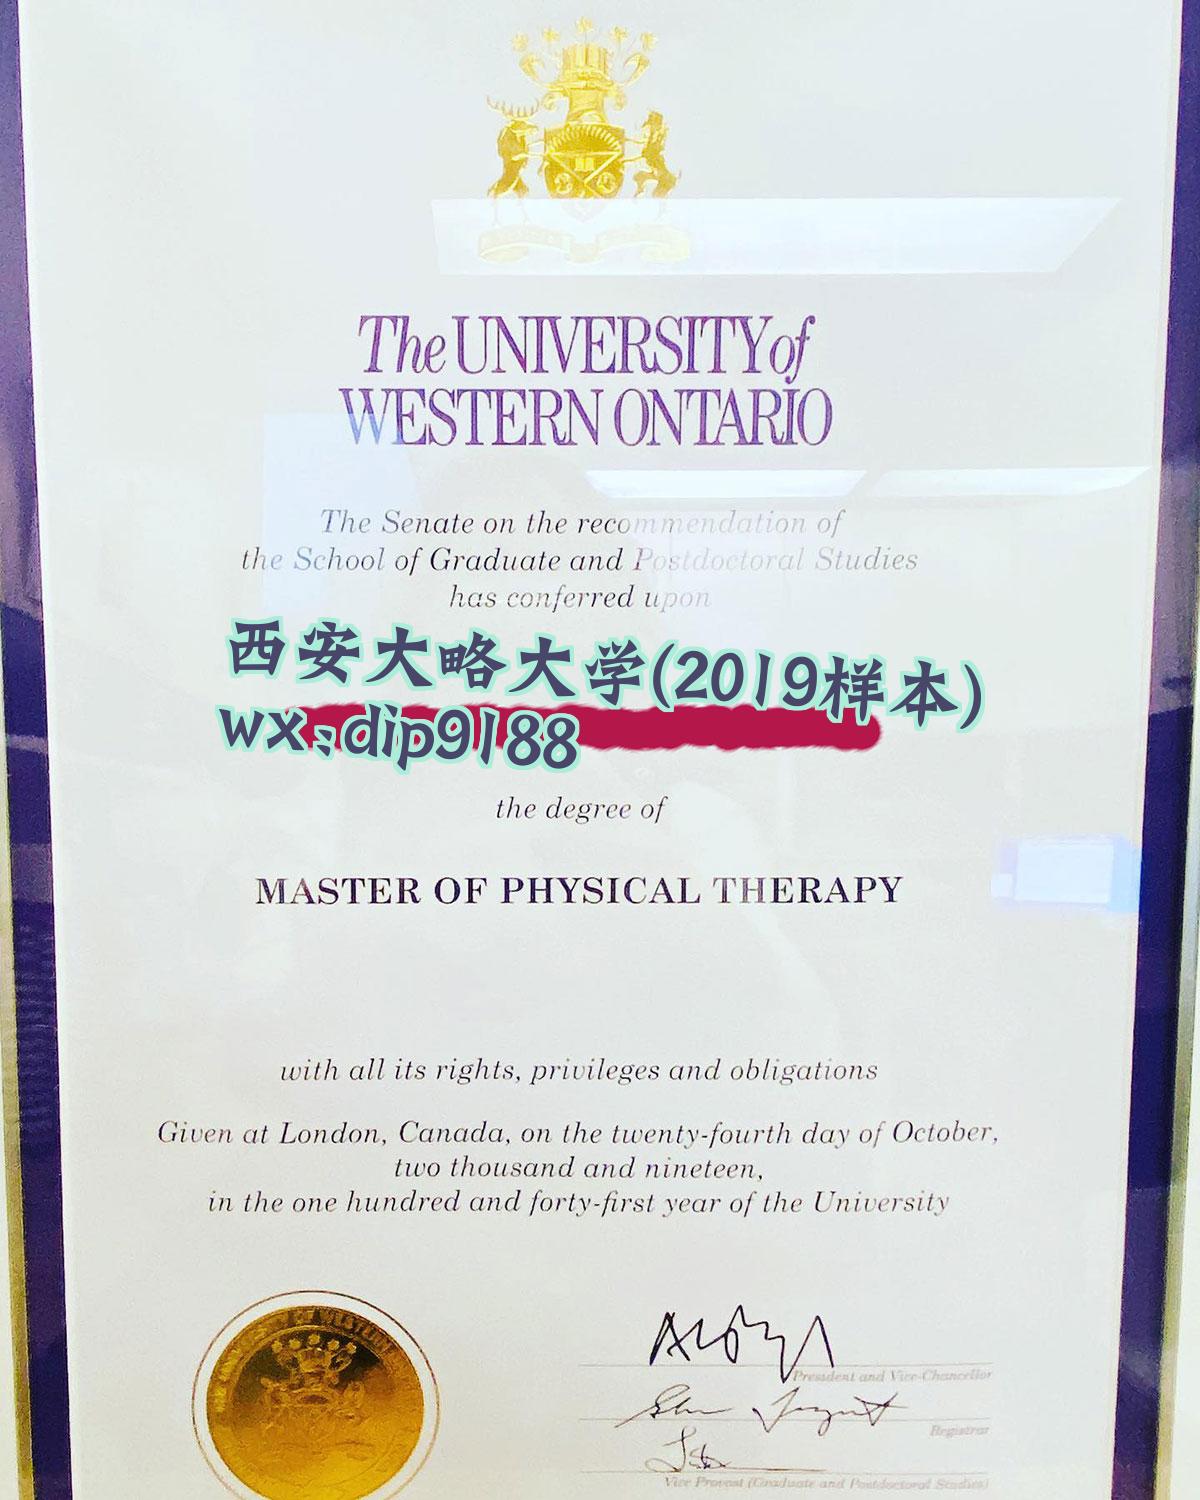 The UNIVERSITY of
WESTERN ONTARIO
The Senate on the recommendation of
the School of Graduate and Postdoctoral Studies
has conferred upon
西安大略大学(2019样本)
wx:dip9188
the degree of
MASTER OF PHYSICAL THERAPY
with all its rights, privileges and obligations
Given at London, Canada, on the twenty-fourth day of October,
two thousand and nineteen,
in the one hundred and forty-first year of the University
President and Vice-Chancellor
Registrar
Vice Provost (Graduate and Postdoctoral Studies)